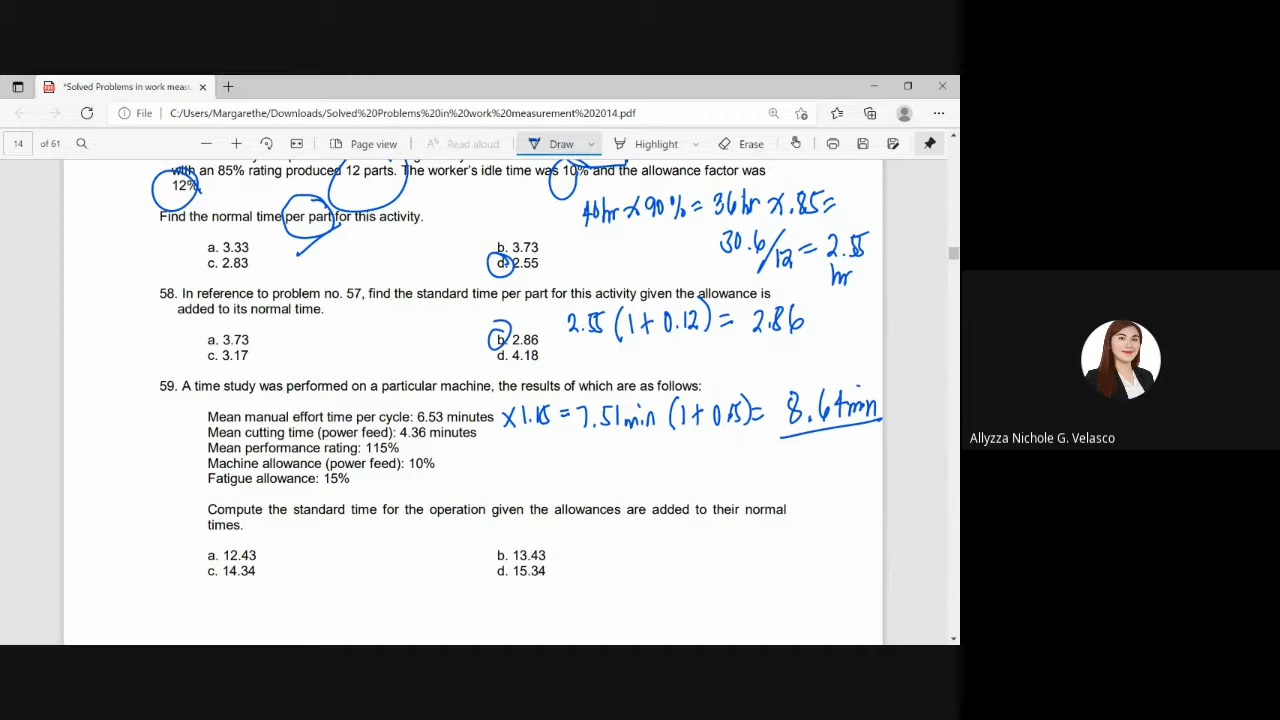 *Solved Problems in work measu
File C:/Users/Margarethe/Downloads/Solved%20Problems%20in%20work%20measurement%202014.pdf
14 of 61 Page view Read aloud Draw Highlight Erase
with an 85% rating produced 12 parts. The worker's idle time was 10% and the allowance factor was
12%.
40hr x 90% = 36hr x .85 =
Find the normal time per part for this activity.
30.6/12 = 2.55 hr
a. 3.33 b. 3.73
c. 2.83 d. 2.55
58. In reference to problem no. 57, find the standard time per part for this activity given the allowance is
added to its normal time.
2.55 (1 + 0.12) = 2.86
a. 3.73 b. 2.86
c. 3.17 d. 4.18
59. A time study was performed on a particular machine, the results of which are as follows:
Mean manual effort time per cycle: 6.53 minutes x 1.15 = 7.51min (1 + 0.15) = 8.64min
Mean cutting time (power feed): 4.36 minutes
Mean performance rating: 115%
Machine allowance (power feed): 10%
Fatigue allowance: 15%
Compute the standard time for the operation given the allowances are added to their normal
times.
a. 12.43 b. 13.43
c. 14.34 d. 15.34
Allyzza Nichole G. Velasco